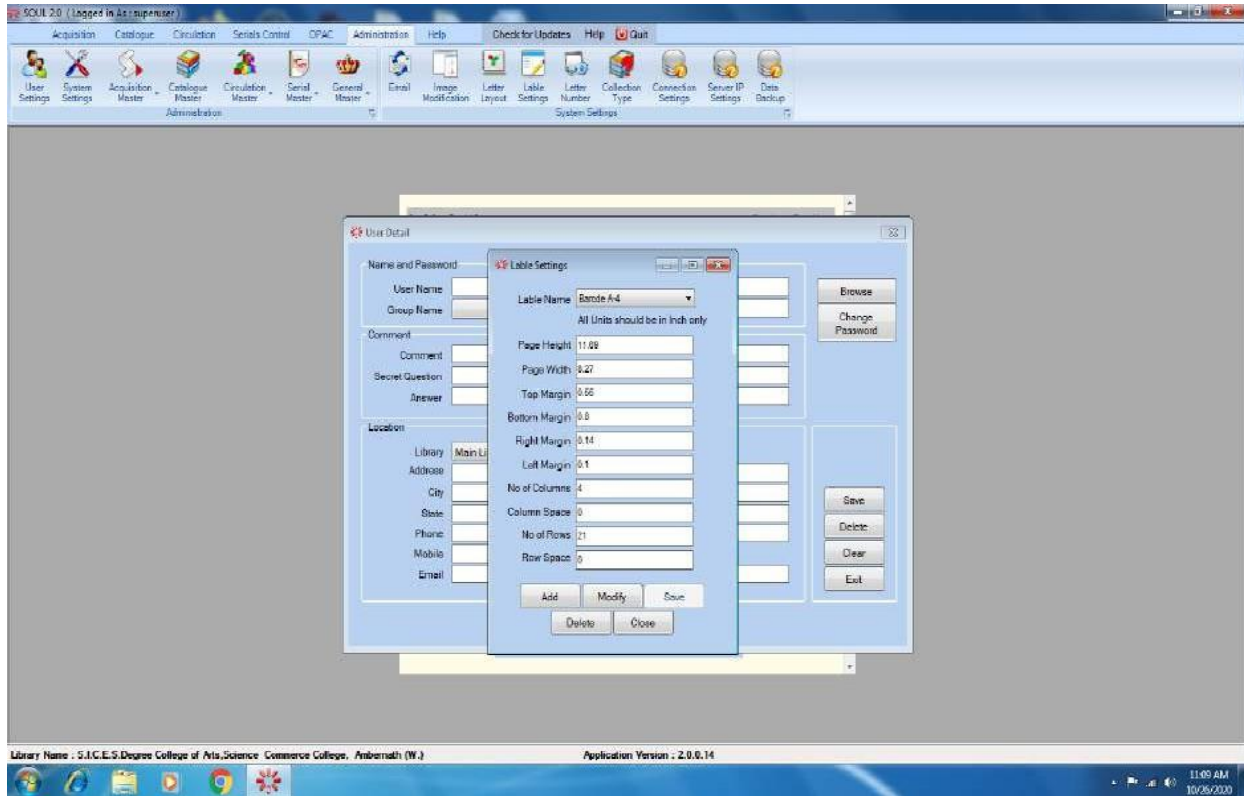 SOUL 2.0 ( Logged in As : superuser )
Acquisition Catalogue Circulation Serials Control OPAC Administration Help Check for Updates Help Quit
User Settings System Settings Acquisition Master Catalogue Master Circulation Master Serial Master General Master Email Image Modification Letter Layout Lable Settings Letter Number Collection Type Connection Settings Server IP Settings Data Backup
Administration System Settings
User Detail
Name and Password
User Name
Group Name
Comment
Comment
Secret Question
Answer
Location
Library Main Li
Address
City
State
Phone
Mobile
Email
Lable Settings
Lable Name Barcde A-4
All Units should be in Inch only
Page Height 11.69
Page Width 8.27
Top Margin 0.55
Bottom Margin 0.8
Right Margin 0.14
Left Margin 0.1
No of Columns 4
Column Space 0
No of Rows 21
Row Space 0
Add Modify Save
Delete Close
Browse
Change Password
Save
Delete
Clear
Exit
Library Name : S.I.C.E.S.Degree College of Arts,Science Commerce College, Ambernath (W.) Application Version : 2.0.0.14
11:09 AM
10/26/2020